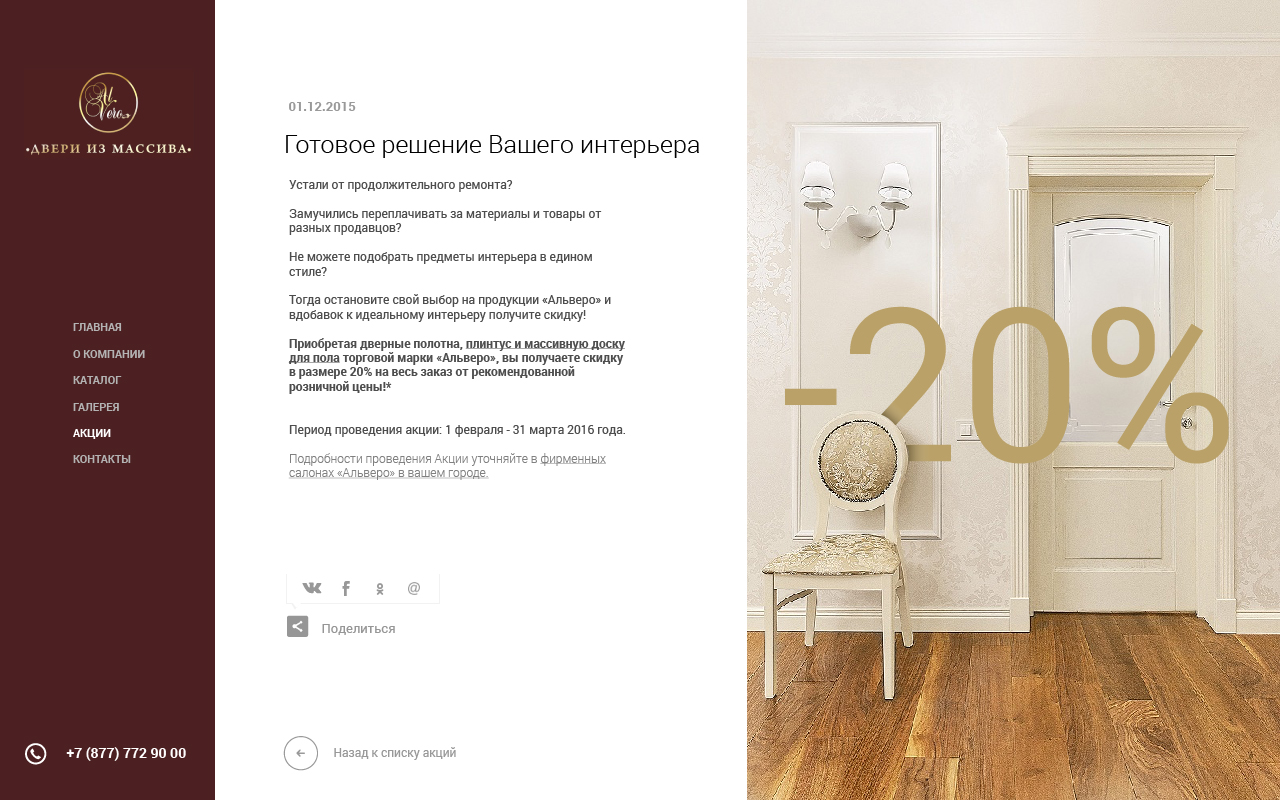 Al
Vero
•ДВЕРИ ИЗ МАССИВА•
ГЛАВНАЯ
О КОМПАНИИ
КАТАЛОГ
ГАЛЕРЕЯ
АКЦИИ
КОНТАКТЫ
+7 (877) 772 90 00
01.12.2015
Готовое решение Вашего интерьера
Устали от продолжительного ремонта?
Замучились переплачивать за материалы и товары от
разных продавцов?
Не можете подобрать предметы интерьера в едином
стиле?
Тогда остановите свой выбор на продукции «Альверо» и
вдобавок к идеальному интерьеру получите скидку!
Приобретая дверные полотна, плинтус и массивную доску
для пола торговой марки «Альверо», вы получаете скидку
в размере 20% на весь заказ от рекомендованной
розничной цены!*
Период проведения акции: 1 февраля - 31 марта 2016 года.
Подробности проведения Акции уточняйте в фирменных
салонах «Альверо» в вашем городе.
Поделиться
Назад к списку акций
-20%